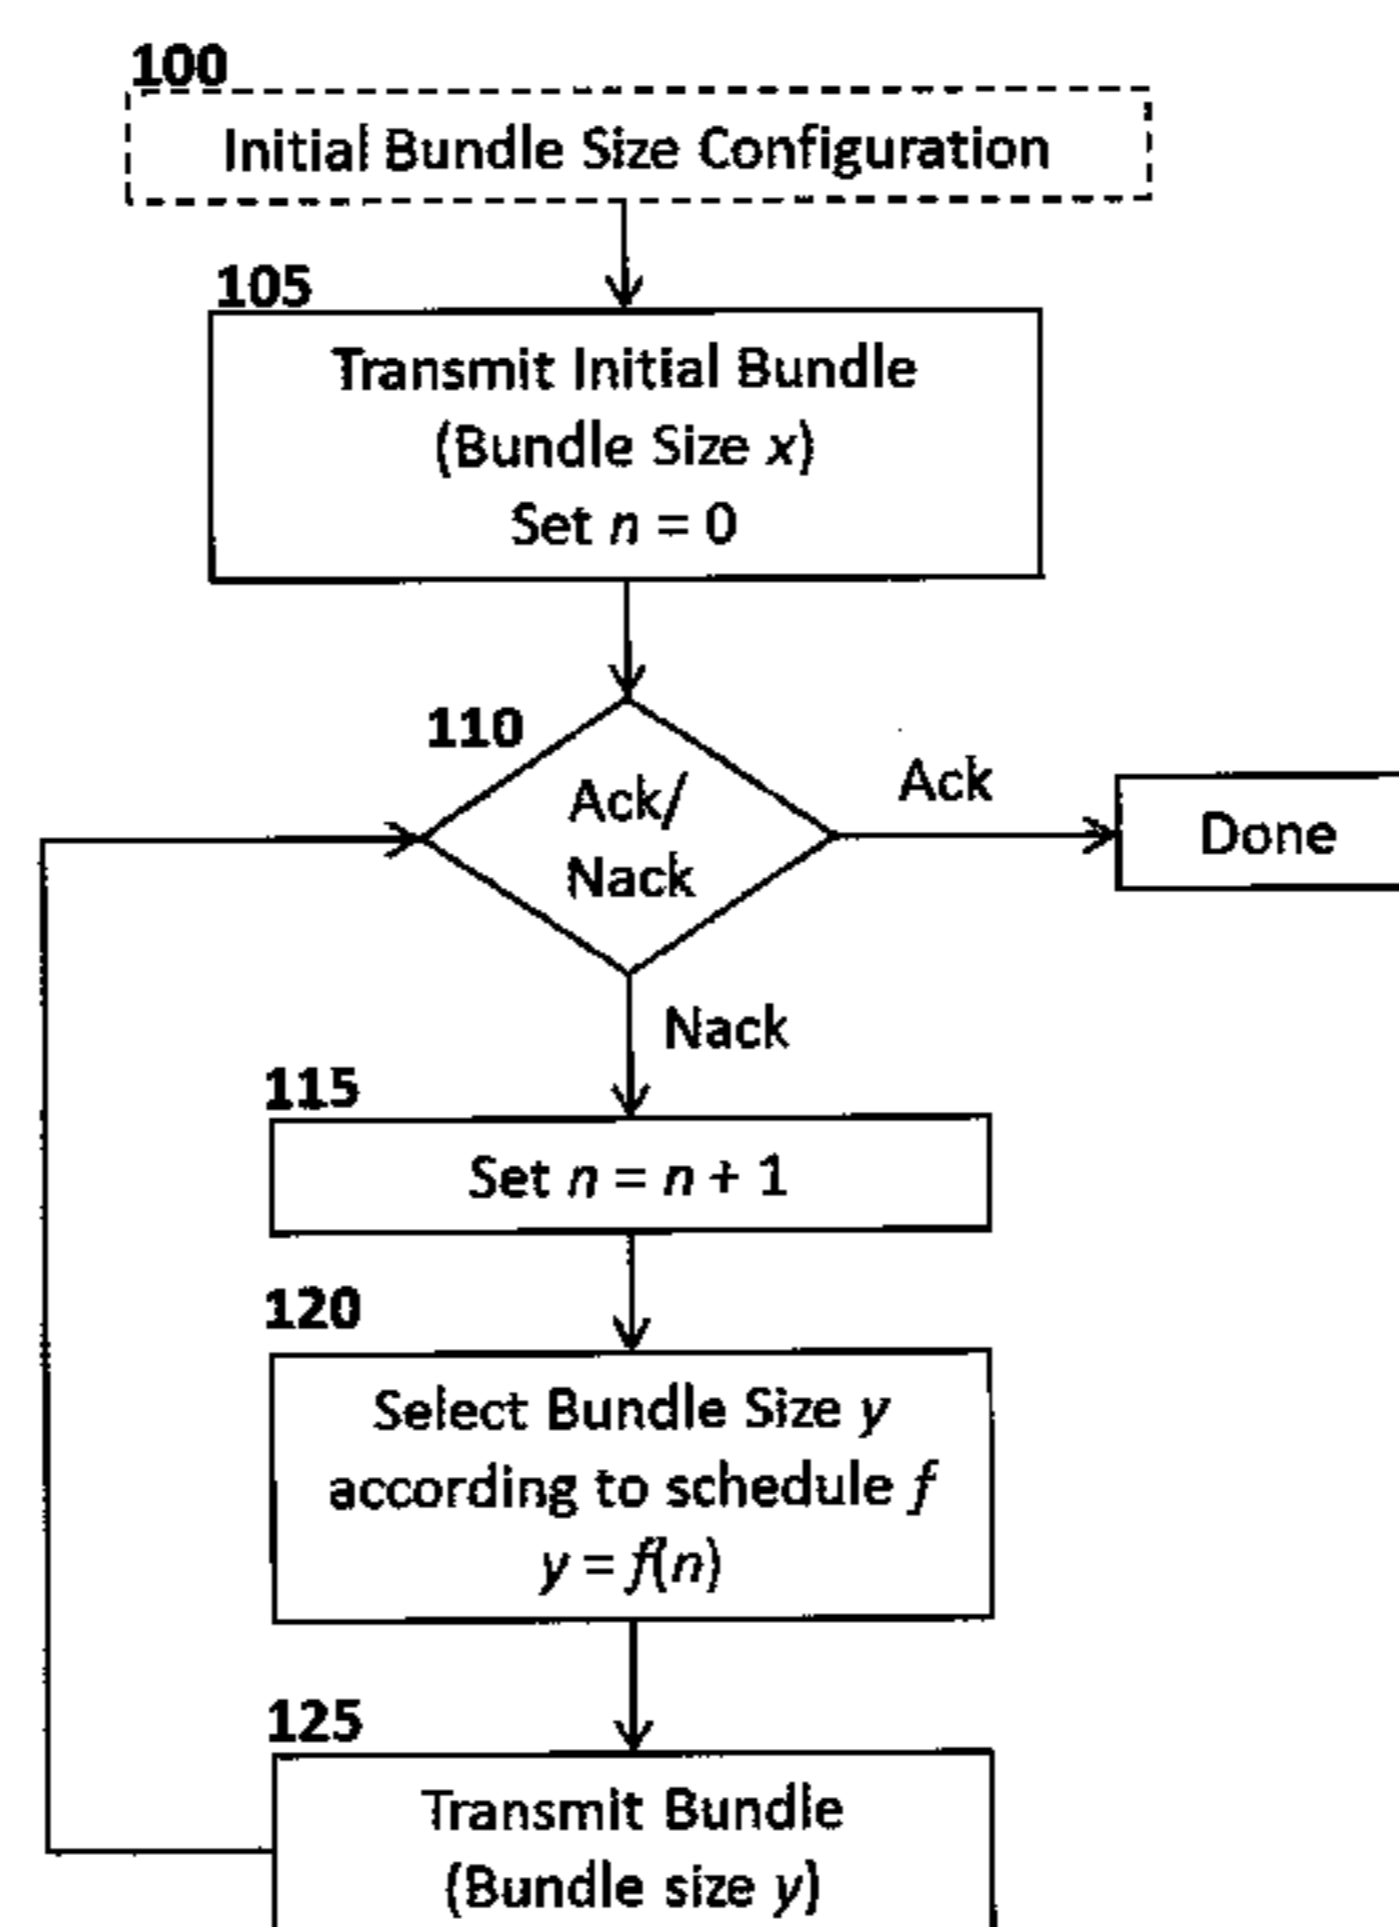 100
Initial Bundle Size Configuration
105
Transmit Initial Bundle
(Bundle Size x)
Set n = 0
110
Ack/
Nack
Ack
Done
Nack
115
Set n = n + 1
120
Select Bundle Size y
according to schedule f
y = f(n)
125
Transmit Bundle
(Bundle size y)